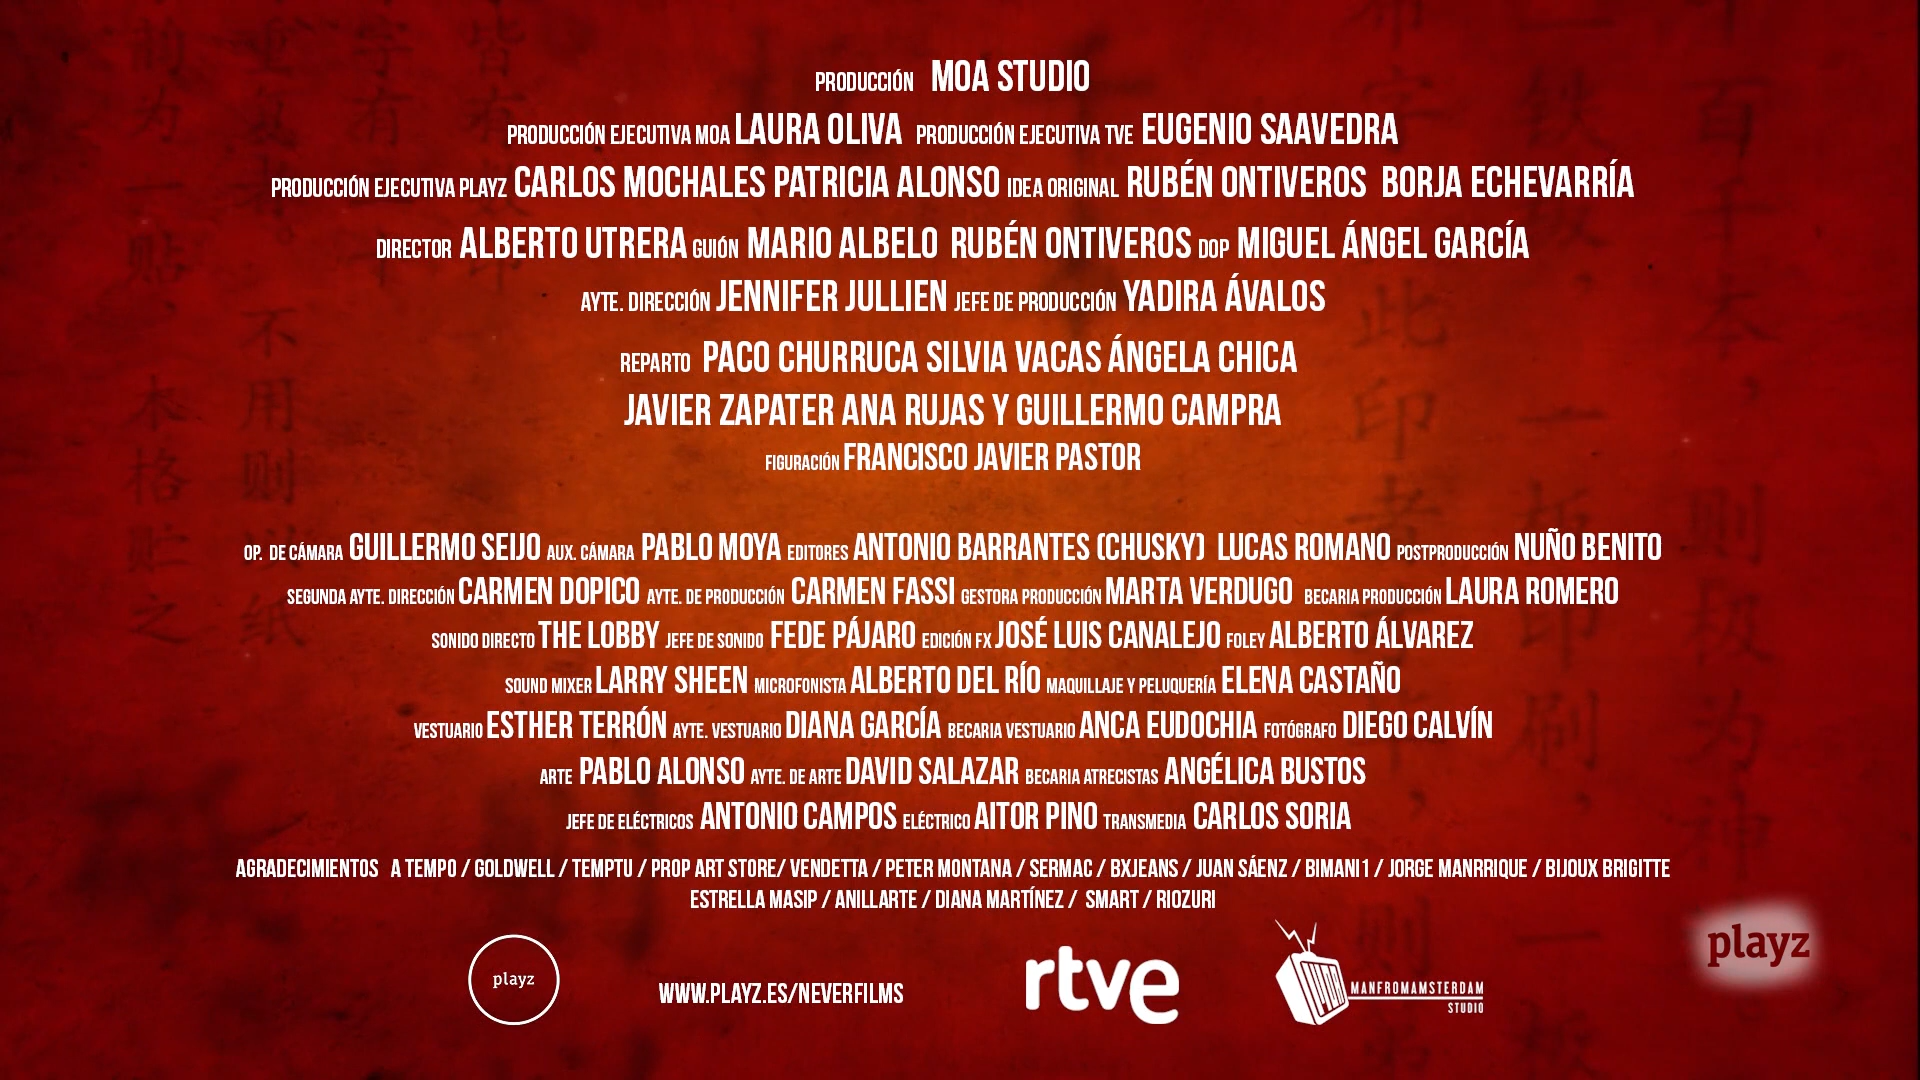 PRODUCCIÓN MOA STUDIO
PRODUCCIÓN EJECUTIVA MOA LAURA OLIVA PRODUCCIÓN EJECUTIVA TVE EUGENIO SAAVEDRA
PRODUCCIÓN EJECUTIVA PLAYZ CARLOS MOCHALES PATRICIA ALONSO IDEA ORIGINAL RUBÉN ONTIVEROS BORJA ECHEVARRÍA
DIRECTOR ALBERTO UTRERA GUIÓN MARIO ALBELO RUBÉN ONTIVEROS DOP MIGUEL ÁNGEL GARCÍA
AYTE. DIRECCIÓN JENNIFER JULLIEN JEFE DE PRODUCCIÓN YADIRA ÁVALOS
REPARTO PACO CHURRUCA SILVIA VACAS ÁNGELA CHICA
JAVIER ZAPATER ANA RUJAS Y GUILLERMO CAMPRA
FIGURACIÓN FRANCISCO JAVIER PASTOR
OP. DE CÁMARA GUILLERMO SEIJO AUX. CÁMARA PABLO MOYA EDITORES ANTONIO BARRANTES (CHUSKY) LUCAS ROMANO POSTPRODUCCIÓN NUÑO BENITO
SEGUNDA AYTE. DIRECCIÓN CARMEN DOPICO AYTE. DE PRODUCCIÓN CARMEN FASSI GESTORA PRODUCCIÓN MARTA VERDUGO BECARIA PRODUCCIÓN LAURA ROMERO
SONIDO DIRECTO THE LOBBY JEFE DE SONIDO FEDE PÁJARO EDICIÓN FX JOSÉ LUIS CANALEJO FOLEY ALBERTO ÁLVAREZ
SOUND MIXER LARRY SHEEN MICROFONISTA ALBERTO DEL RÍO MAQUILLAJE Y PELUQUERÍA ELENA CASTAÑO
VESTUARIO ESTHER TERRÓN AYTE. VESTUARIO DIANA GARCÍA BECARIA VESTUARIO ANCA EUDOCHIA FOTÓGRAFO DIEGO CALVÍN
ARTE PABLO ALONSO AYTE. DE ARTE DAVID SALAZAR BECARIA ATRECISTAS ANGÉLICA BUSTOS
JEFE DE ELÉCTRICOS ANTONIO CAMPOS ELÉCTRICO AITOR PINO TRANSMEDIA CARLOS SORIA
AGRADECIMIENTOS A TEMPO / GOLDWELL / TEMPTU / PROP ART STORE/ VENDETTA / PETER MONTANA / SERMAC / BXJEANS / JUAN SÁENZ / BIMANI1 / JORGE MANRRIQUE / BIJOUX BRIGITTE
ESTRELLA MASIP / ANILLARTE / DIANA MARTÍNEZ / SMART / RIOZURI
playz
WWW.PLAYZ.ES/NEVERFILMS
rtve
MANFROMAMSTERDAM
STUDIO
playz